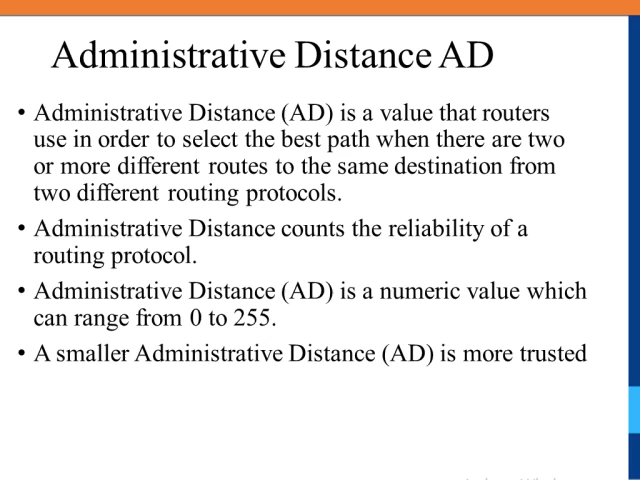 Administrative Distance AD
• Administrative Distance (AD) is a value that routers
use in order to select the best path when there are two
or more different routes to the same destination from
two different routing protocols.
• Administrative Distance counts the reliability of a
routing protocol.
• Administrative Distance (AD) is a numeric value which
can range from 0 to 255.
• A smaller Administrative Distance (AD) is more trusted